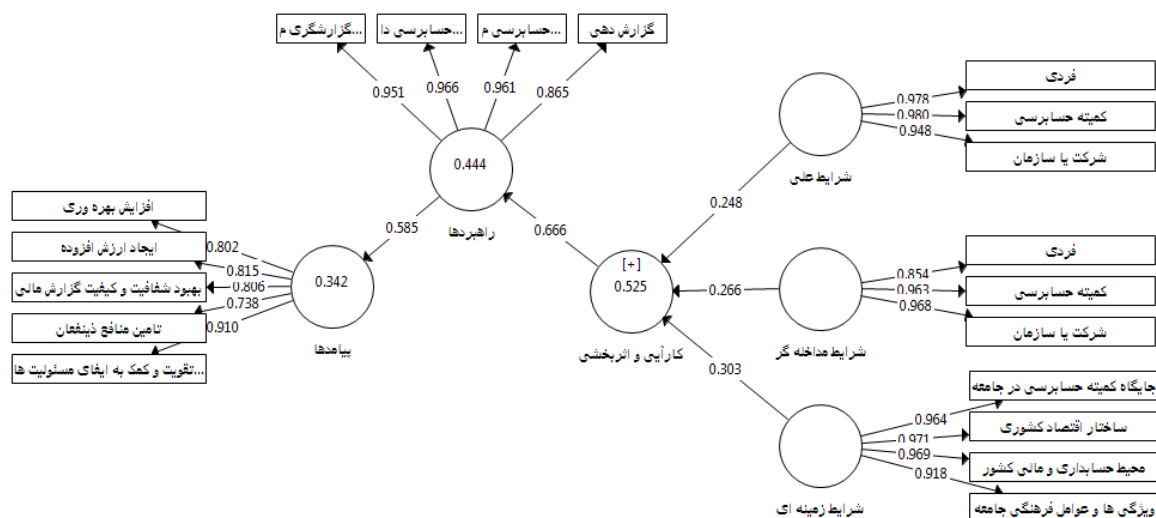 گزارشگری م...
حسابرسی دا...
حسابرسی م...
گزارش دهی
0.951
0.966
0.961
0.865
0.444
راهبردها
0.585
0.666
فردی
کمیته حسابرسی
شرکت یا سازمان
0.978
0.980
0.948
شرایط علی
0.248
افزایش بهره وری
ایجاد ارزش افزوده
بهبود شفافیت و کیفیت گزارش مالی
تامین منافع ذینفعان
تقویت و کمک به ایفای مسئولیت ها...
0.802
0.815
0.806
0.738
0.910
0.342
پیامدها
[+]
0.525
کارآیی و اثربخشی
0.266
فردی
کمیته حسابرسی
شرکت یا سازمان
0.854
0.963
0.968
شرایط مداخله گر
0.303
جایگاه کمیته حسابرسی در جامعه
ساختار اقتصاد کشوری
محیط حسابداری و مالی کشور
ویژگی ها و عوامل فرهنگی جامعه
0.964
0.971
0.969
0.918
شرایط زمینه ای